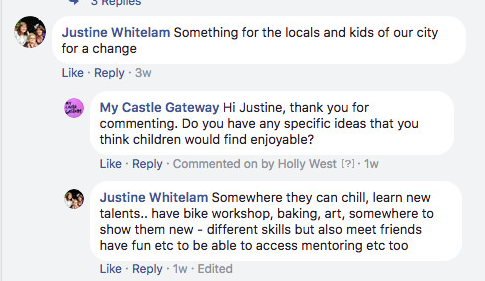 3 Replies
Justine Whitelam Something for the locals and kids of our city
for a change
Like · Reply · 3w
My Castle Gateway Hi Justine, thank you for
commenting. Do you have any specific ideas that you
think children would find enjoyable?
Like · Reply · Commented on by Holly West [?] · 1w
Justine Whitelam Somewhere they can chill, learn new
talents.. have bike workshop, baking, art, somewhere to
show them new - different skills but also meet friends
have fun etc to be able to access mentoring etc too
Like · Reply · 1w · Edited